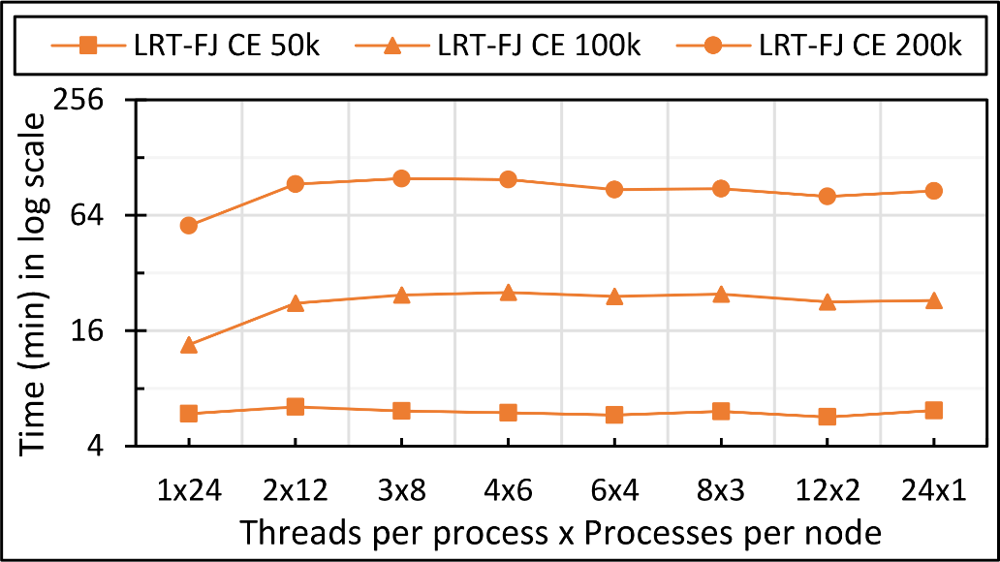 LRT-FJ CE 50k LRT-FJ CE 100k LRT-FJ CE 200k
Time (min) in log scale
256
64
16
4
1x24 2x12 3x8 4x6 6x4 8x3 12x2 24x1
Threads per process x Processes per node